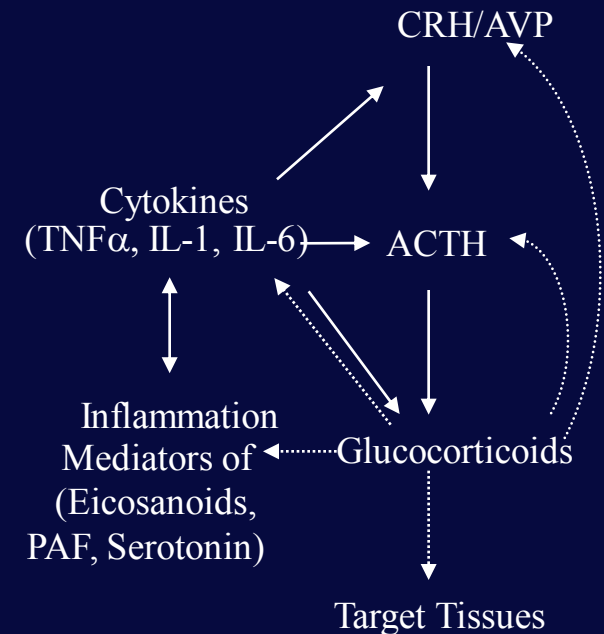 CRH/AVP
Cytokines
(TNFα, IL-1, IL-6)
ACTH
Inflammation
Mediators of
(Eicosanoids,
PAF, Serotonin)
Glucocorticoids
Target Tissues